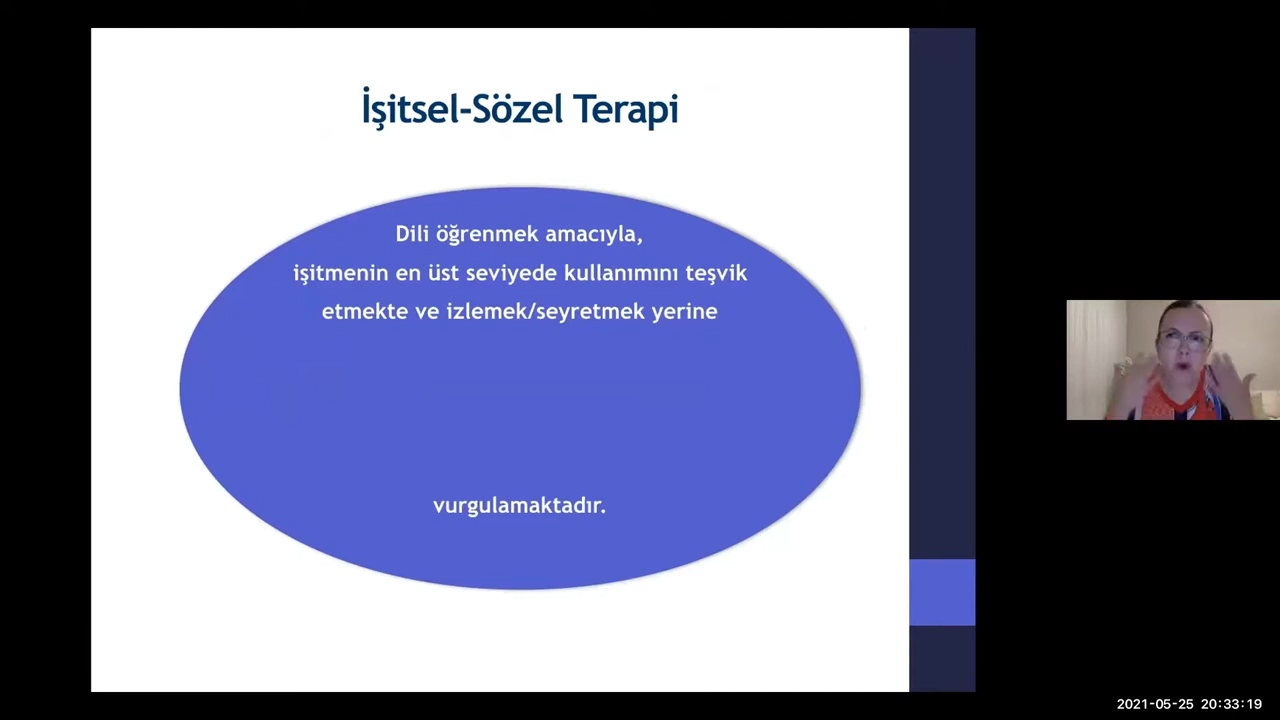 İşitsel-Sözel Terapi
Dili öğrenmek amacıyla,
işitmenin en üst seviyede kullanımını teşvik
etmekte ve izlemek/seyretmek yerine
vurgulamaktadır.
2021-05-25 20:33:19